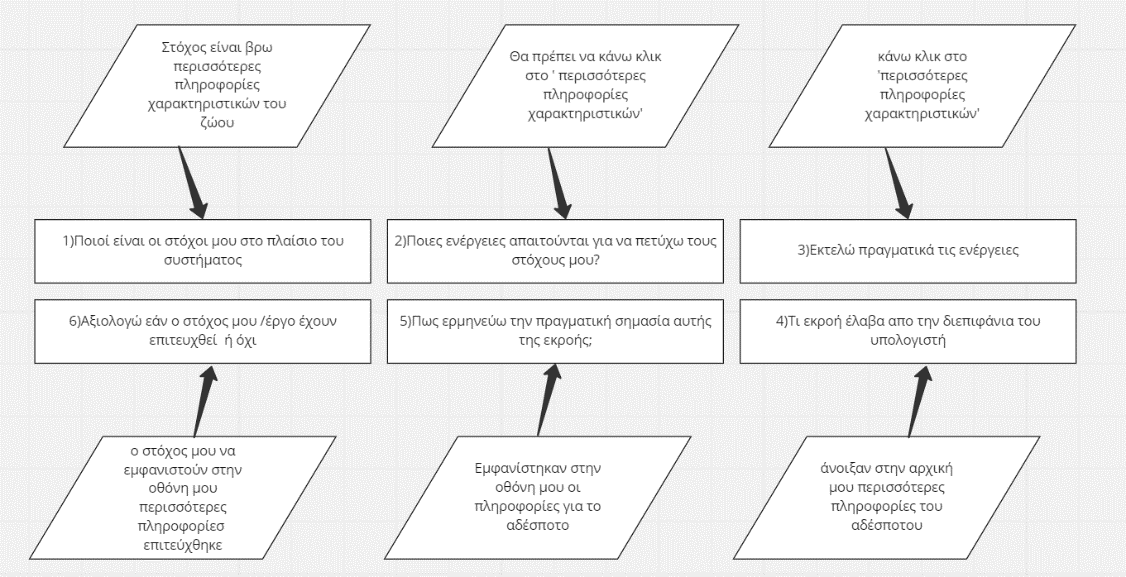 Στόχος είναι βρω
περισσότερες
πληροφορίες
χαρακτηριστικών του
ζώου
Θα πρέπει να κάνω κλικ
στο ' περισσότερες
πληροφορίες
χαρακτηριστικών'
κάνω κλικ στο
'περισσότερες
πληροφορίες
χαρακτηριστικών'
1)Ποιοί είναι οι στόχοι μου στο πλαίσιο του
συστήματος
2)Ποιες ενέργειες απαιτούνται για να πετύχω τους
στόχους μου?
3)Εκτελώ πραγματικά τις ενέργειες
6)Αξιολογώ εάν ο στόχος μου /έργο έχουν
επιτευχθεί ή όχι
5)Πως ερμηνεύω την πραγματική σημασία αυτής
της εκροής;
4)Τι εκροή έλαβα απο την διεπιφάνια του
υπολογιστή
ο στόχος μου να
εμφανιστούν στην
οθόνη μου
περισσότερες
πληροφορίεσ
επιτεύχθηκε
Εμφανίστηκαν στην
οθόνη μου οι
πληροφορίες για το
αδέσποτο
άνοιξαν στην αρχική
μου περισσότερες
πληροφορίες του
αδέσποτου